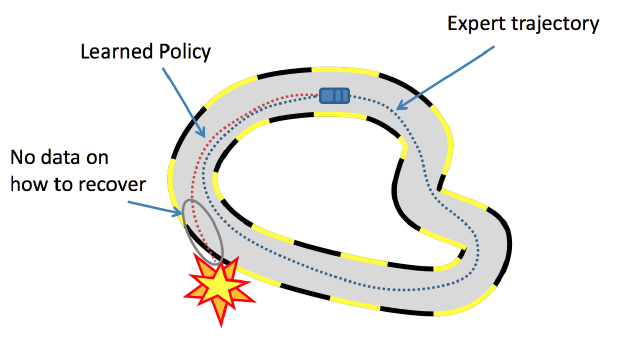 Expert trajectory
Learned Policy
No data on
how to recover